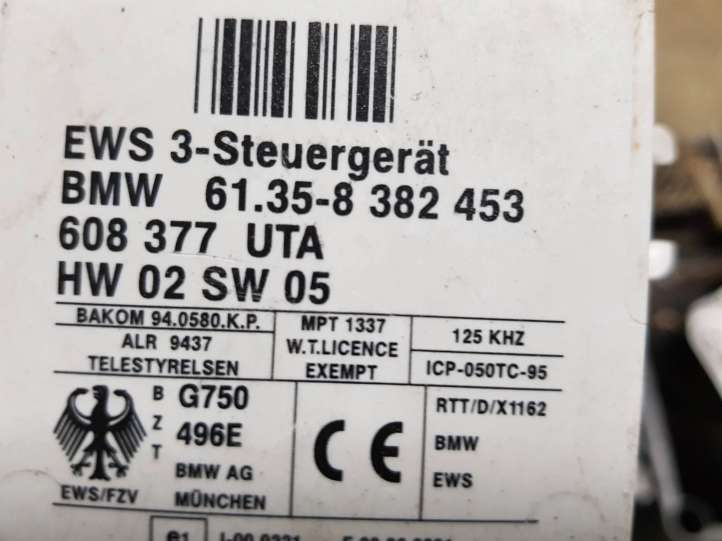 EWS 3-Steuergerät
BMW 61.35-8 382 453
608 377 UTA
HW 02 SW 05
BAKOM 94.0580.K.P.
ALR 9437
TELESTYRELSEN
MPT 1337
W.T.LICENCE
EXEMPT
125 KHZ
ICP-050TC-95
BZT
G750
496E
BMW AG
MÜNCHEN
EWS/FZV
CE
RTT/D/X1162
BMW
EWS
e1